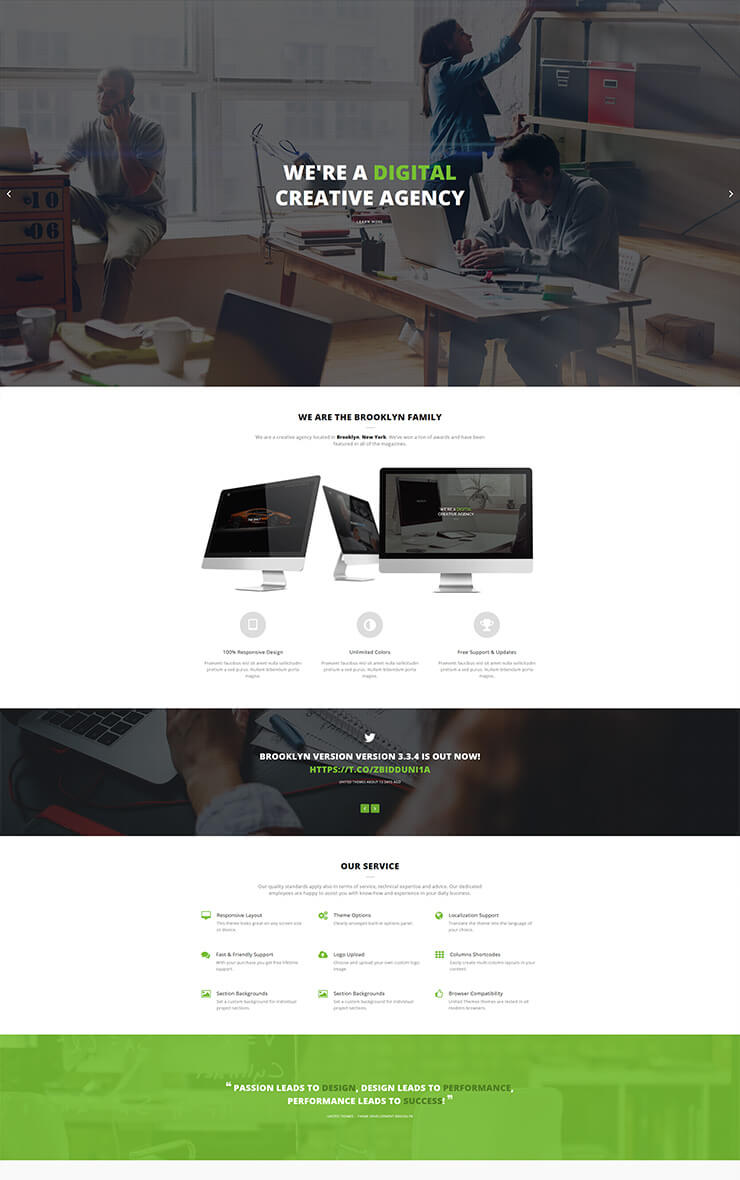 10
06
WE'RE A DIGITAL
CREATIVE AGENCY
LEARN MORE
WE ARE THE BROOKLYN FAMILY
We are a creative agency located in Brooklyn, New York. We've won a ton of awards and have been
featured in all of the magazines.
WE'RE A DIGITAL
CREATIVE AGENCY
100% Responsive Design
Unlimited Colors
Free Support & Updates
Praesent faucibus nisl sit amet nulla sollicitudin
pretium a sed purus. Nullam bibendum porta
magna.
Praesent faucibus nisl sit amet nulla sollicitudin
pretium a sed purus. Nullam bibendum porta
magna.
Praesent faucibus nisl sit amet nulla sollicitudin
pretium a sed purus. Nullam bibendum porta
magna.
BROOKLYN VERSION VERSION 3.3.4 IS OUT NOW!
HTTPS://T.CO/ZBIDDUNI1A
UNITED THEMES ABOUT 13 DAYS AGO
OUR SERVICE
Our quality standards apply also in terms of service, technical expertise and advice. Our dedicated
employees are happy to assist you with know-how and experience in your daily business.
Responsive Layout
This theme looks great on any screen size
or device.
Theme Options
Clearly arranged built-in options panel.
Localization Support
Translate the theme into the language of
your choice.
Fast & Friendly Support
With your purchase you get free lifetime
support.
Logo Upload
Choose and upload your own custom logo
image.
Columns Shortcodes
Easily create multi-column layouts in your
content.
Section Backgrounds
Set a custom background for individual
project sections.
Section Backgrounds
Set a custom background for individual
project sections.
Browser Compatibility
United Themes themes are tested in all
modern browsers.
❝ PASSION LEADS TO DESIGN, DESIGN LEADS TO PERFORMANCE,
PERFORMANCE LEADS TO SUCCESS! ❞
UNITED THEMES - THEME DEVELOPMENT BROOKLYN